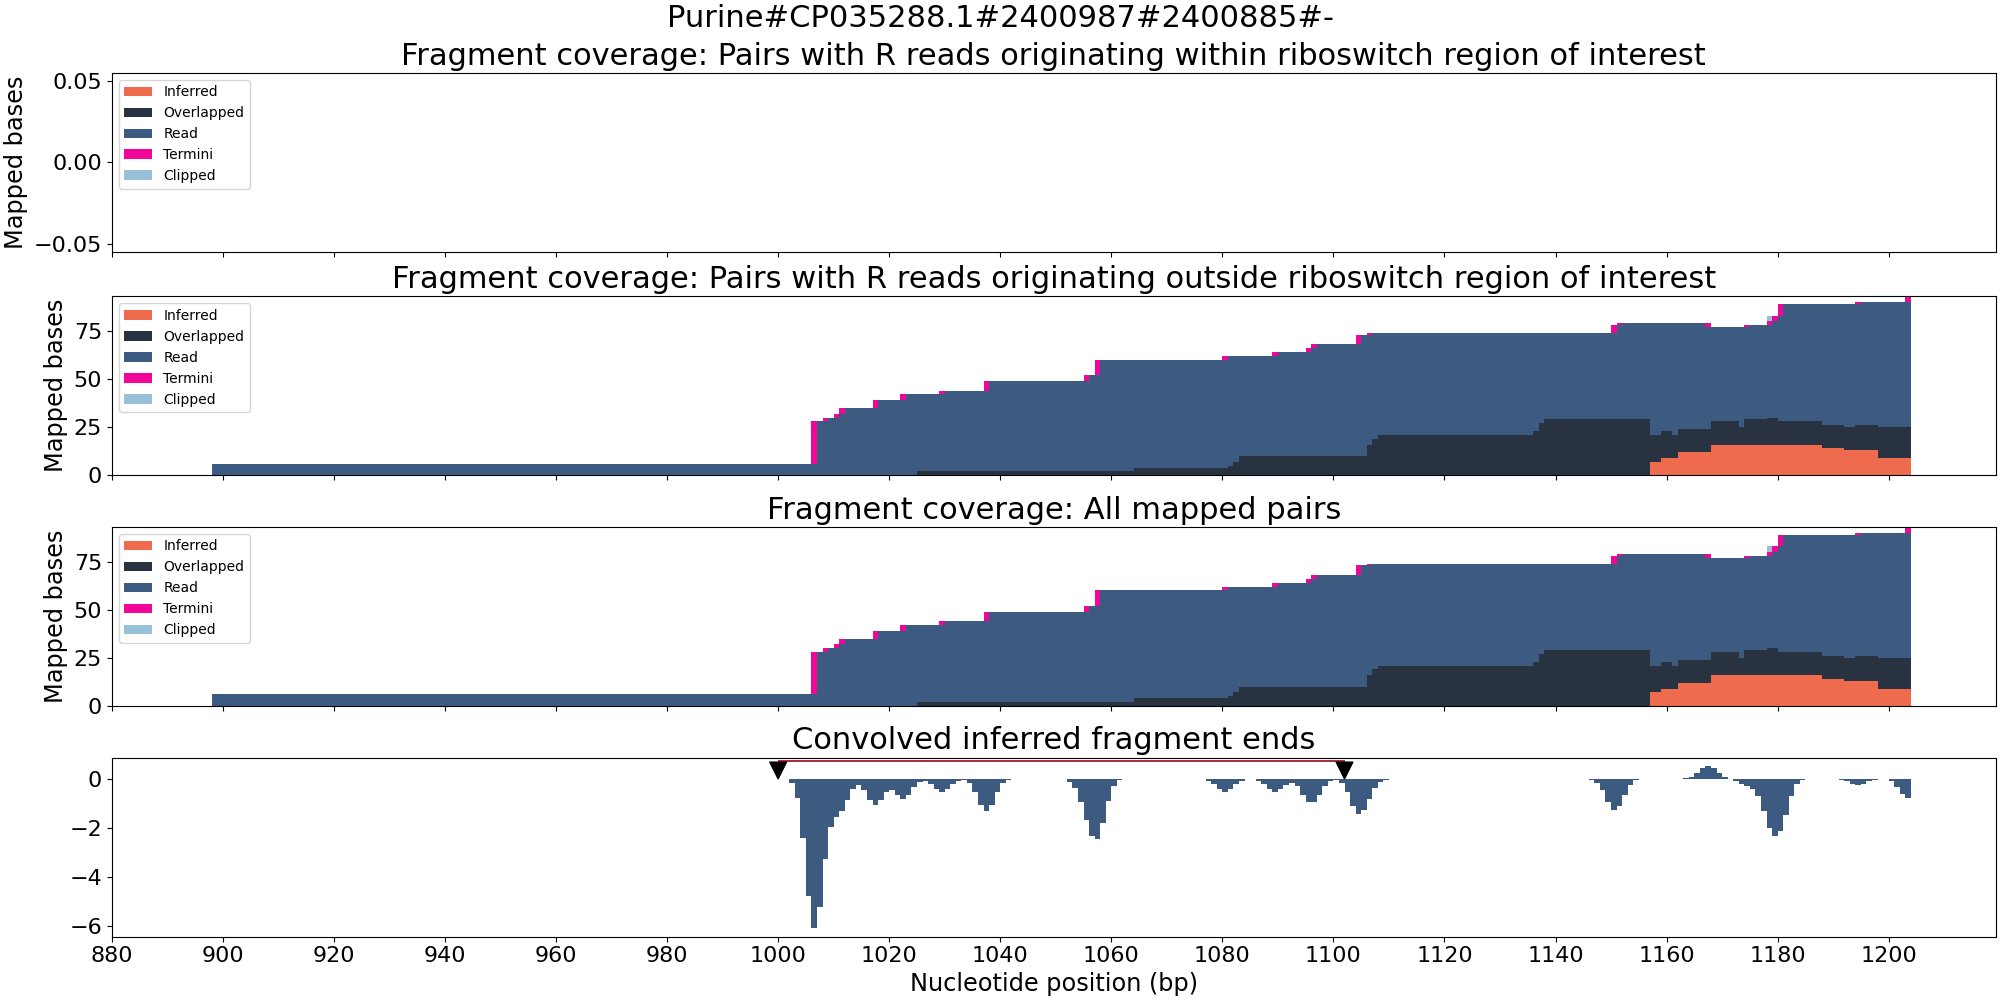 Purine#CP035288.1#2400987#2400885#-
Fragment coverage: Pairs with R reads originating within riboswitch region of interest
Mapped bases
0.05
0.00
−0.05
Inferred
Overlapped
Read
Termini
Clipped
Fragment coverage: Pairs with R reads originating outside riboswitch region of interest
Mapped bases
75
50
25
0
Inferred
Overlapped
Read
Termini
Clipped
Fragment coverage: All mapped pairs
Mapped bases
75
50
25
0
Inferred
Overlapped
Read
Termini
Clipped
Convolved inferred fragment ends
0
−2
−4
−6
880 900 920 940 960 980 1000 1020 1040 1060 1080 1100 1120 1140 1160 1180 1200
Nucleotide position (bp)